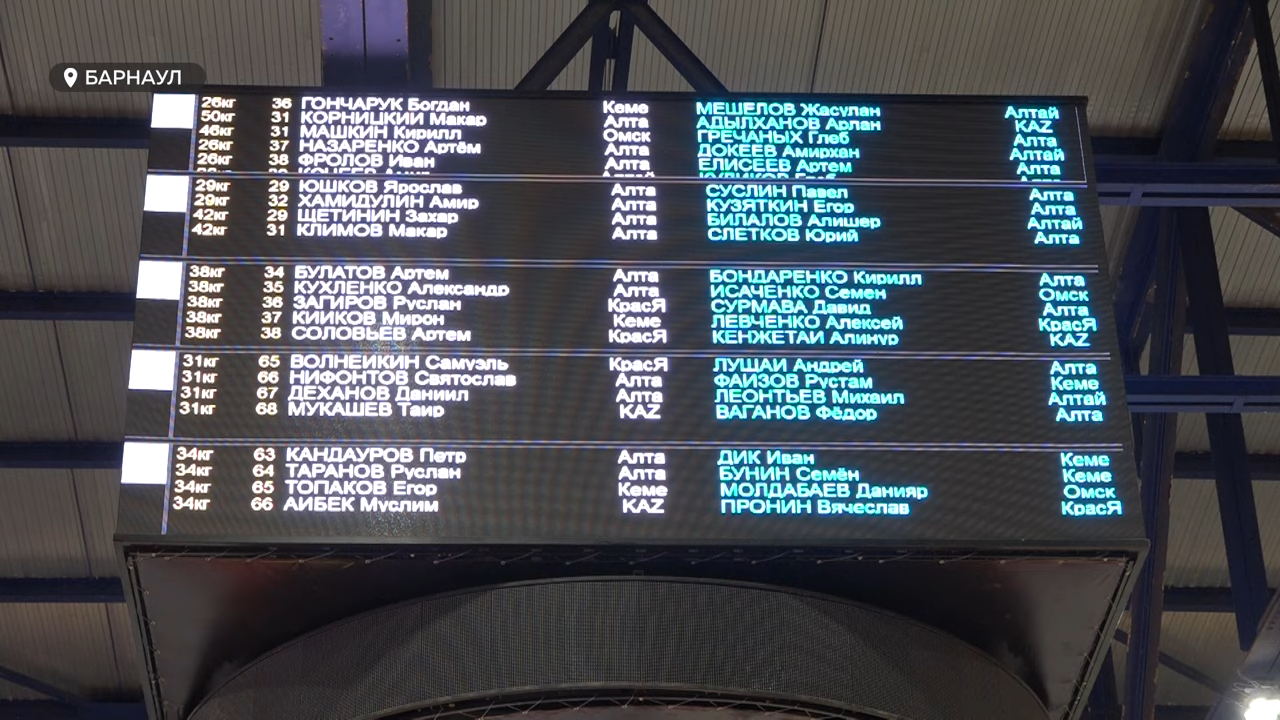 БАРНАУЛ
26кг 36 ГОНЧАРУК Богдан Кеме МЕШЕЛОВ Жасулан Алтай
50кг 31 КОРНИЦКИЙ Макар Алта АДЫЛХАНОВ Арлан KAZ
46кг 31 МАШКИН Кирилл Омск ГРЕЧАНЫХ Глеб Алта
26кг 37 НАЗАРЕНКО Артём Алта ДОКЕЕВ Амирхан Алтай
26кг 38 ФРОЛОВ Иван Алта ЕЛИСЕЕВ Артем Алта
29кг 29 ЮШКОВ Ярослав Алта СУСЛИН Павел Алта
29кг 32 ХАМИДУЛИН Амир Алта КУЗЯТКИН Егор Алта
42кг 29 ЩЕТИНИН Захар Алта БИЛАЛОВ Алишер Алтай
42кг 31 КЛИМОВ Макар Алта СЛЕТКОВ Юрий Алта
38кг 34 БУЛАТОВ Артем Алта БОНДАРЕНКО Кирилл Алта
38кг 35 КУХЛЕНКО Александр Алта ИСАЧЕНКО Семен Омск
38кг 36 ЗАГИРОВ Руслан КрасЯ СУРМАВА Давид Алта
38кг 37 КИЙКОВ Мирон Кеме ЛЕВЧЕНКО Алексей КрасЯ
38кг 38 СОЛОВЬЕВ Артем КрасЯ КЕНЖЕТАЙ Алинур KAZ
31кг 65 ВОЛНЕЙКИН Самуэль КрасЯ ЛУЩАЙ Андрей Алта
31кг 66 НИФОНТОВ Святослав Алта ФАИЗОВ Рустам Кеме
31кг 67 ДЕХАНОВ Даниил Алта ЛЕОНТЬЕВ Михаил Алтай
31кг 68 МУКАШЕВ Таир KAZ ВАГАНОВ Фёдор Алта
34кг 63 КАНДАУРОВ Петр Алта ДИК Иван Кеме
34кг 64 ТАРАНОВ Руслан Алта БУНИН Семён Кеме
34кг 65 ТОПАКОВ Егор Кеме МОЛДАБАЕВ Данияр Омск
34кг 66 АЙБЕК Муслим KAZ ПРОНИН Вячеслав КрасЯ